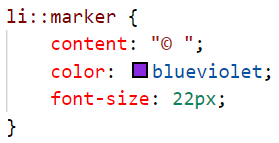 li::marker {
    content: "© ";
    color: blueviolet;
    font-size: 22px;
}